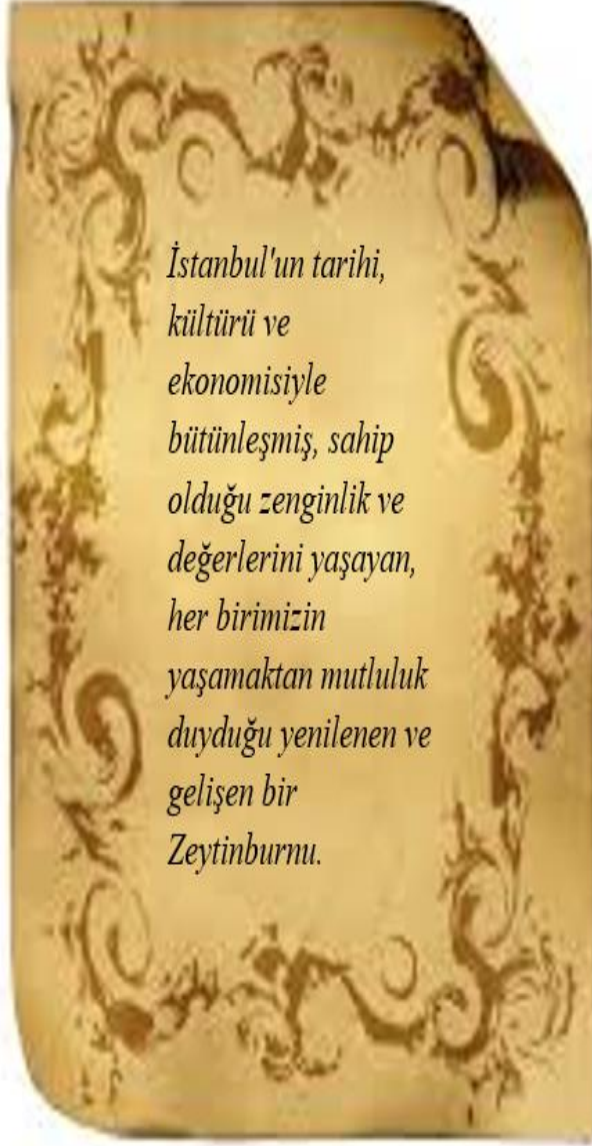 İstanbul'un tarihi,
kültürü ve
ekonomisiyle
bütünleşmiş, sahip
olduğu zenginlik ve
değerlerini yaşayan,
her birimizin
yaşamaktan mutluluk
duyduğu yenilenen ve
gelişen bir
Zeytinburnu.